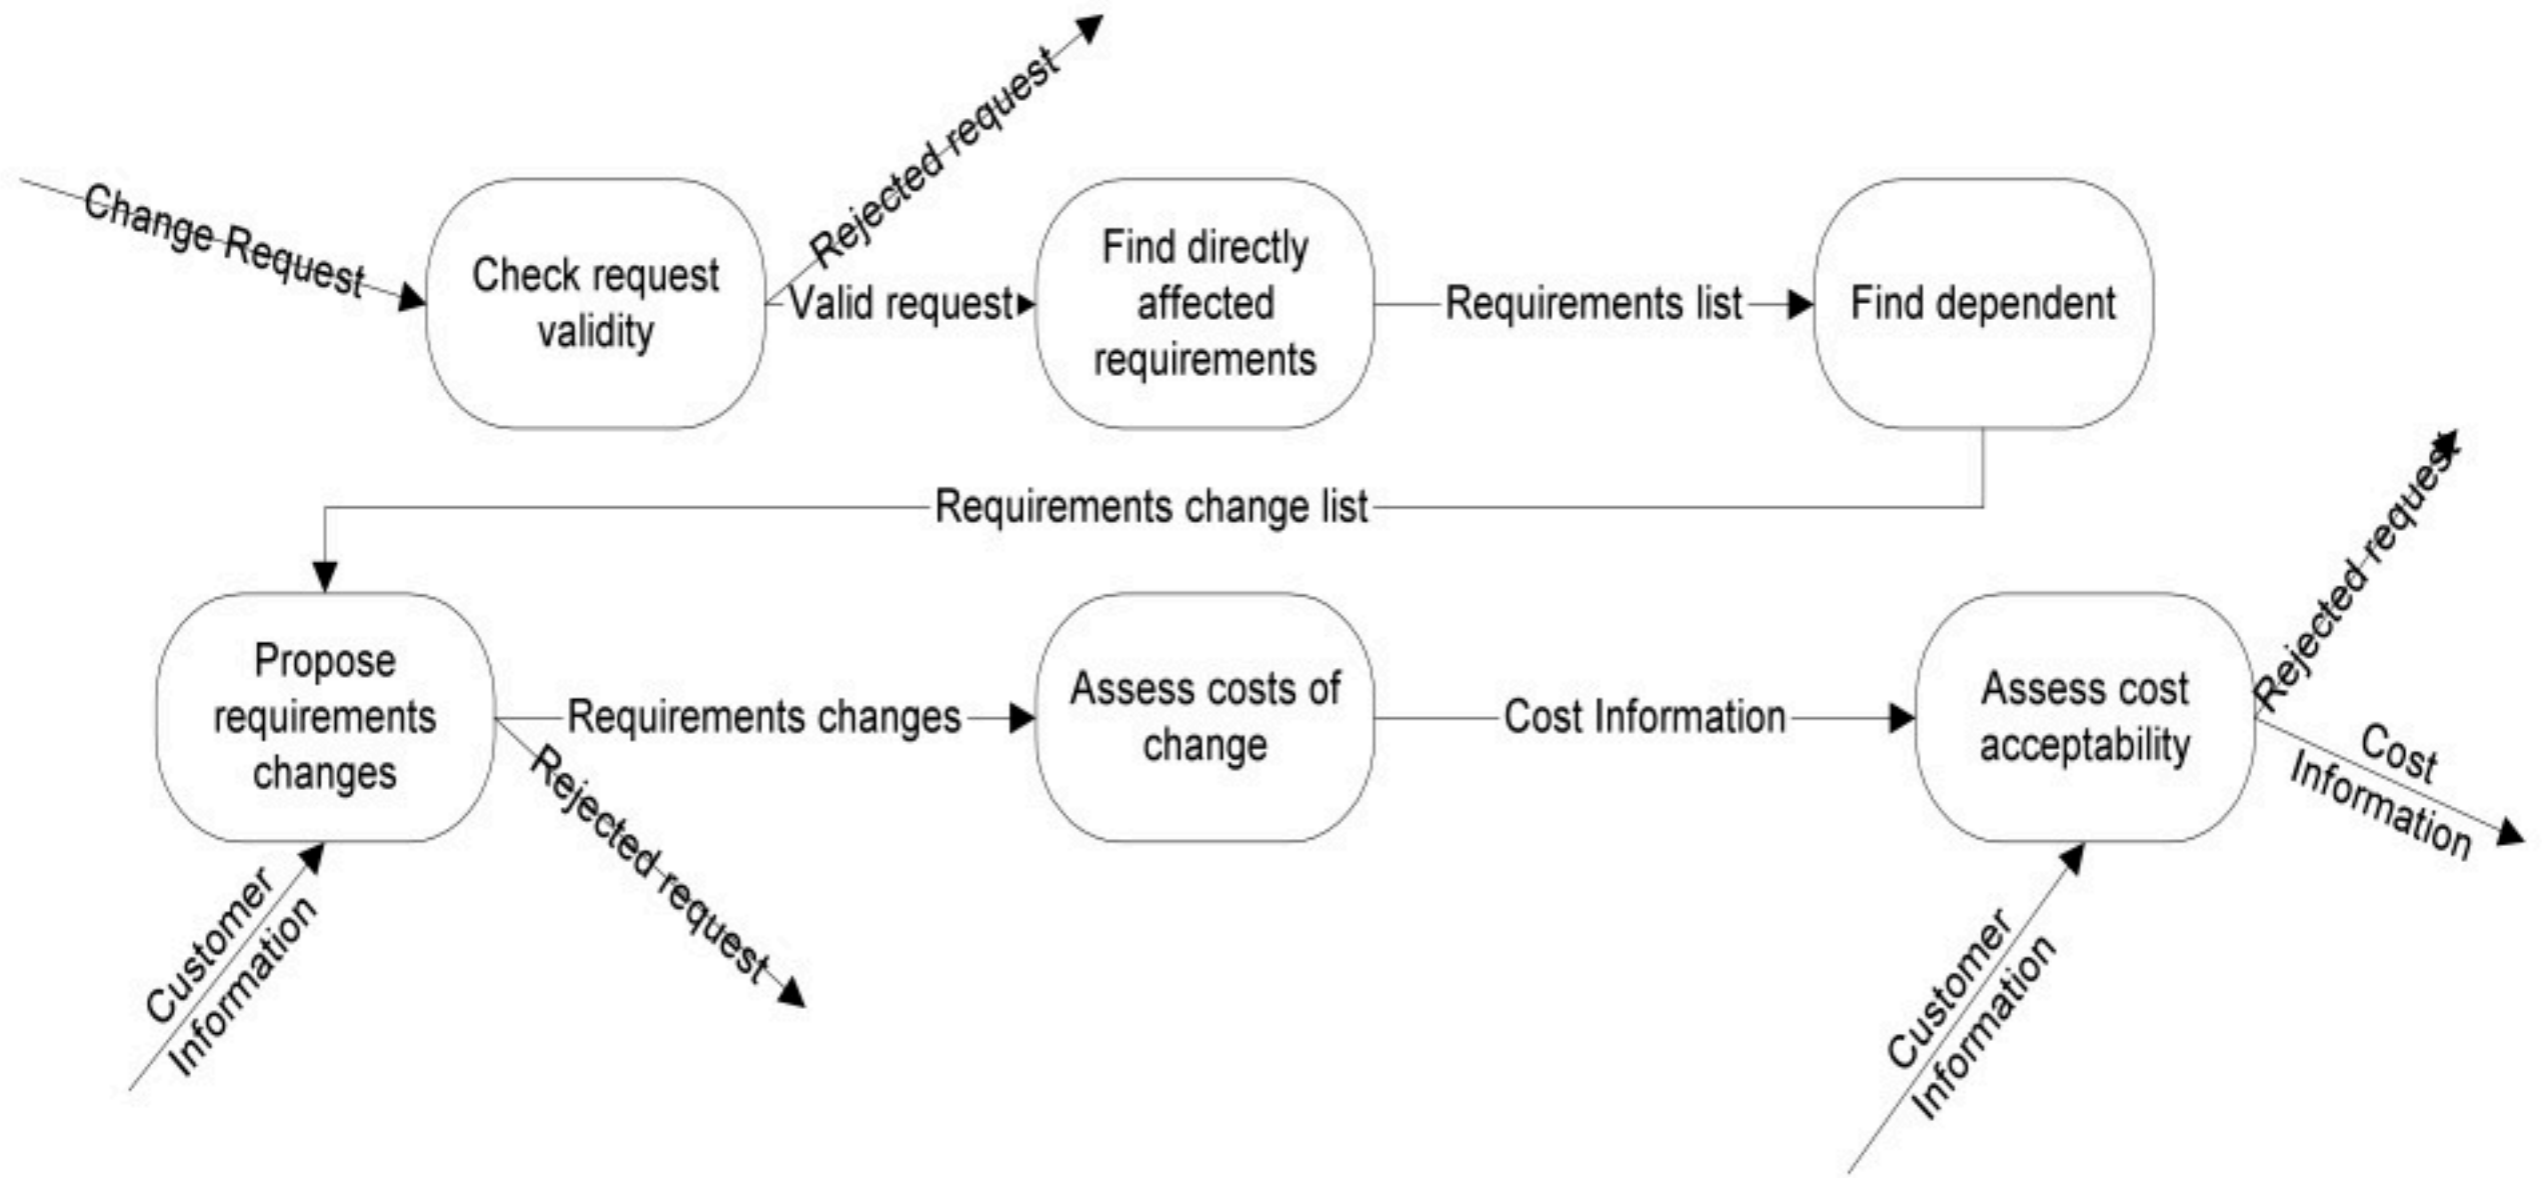 Rejected request
Change Request
Check request
validity
Valid request
Find directly
affected
requirements
Requirements list
Find dependent
Requirements change list
Rejected request
Propose
requirements
changes
Requirements changes
Assess costs of
change
Cost Information
Assess cost
acceptability
Cost
Information
Rejected request
Customer
Information
Customer
Information